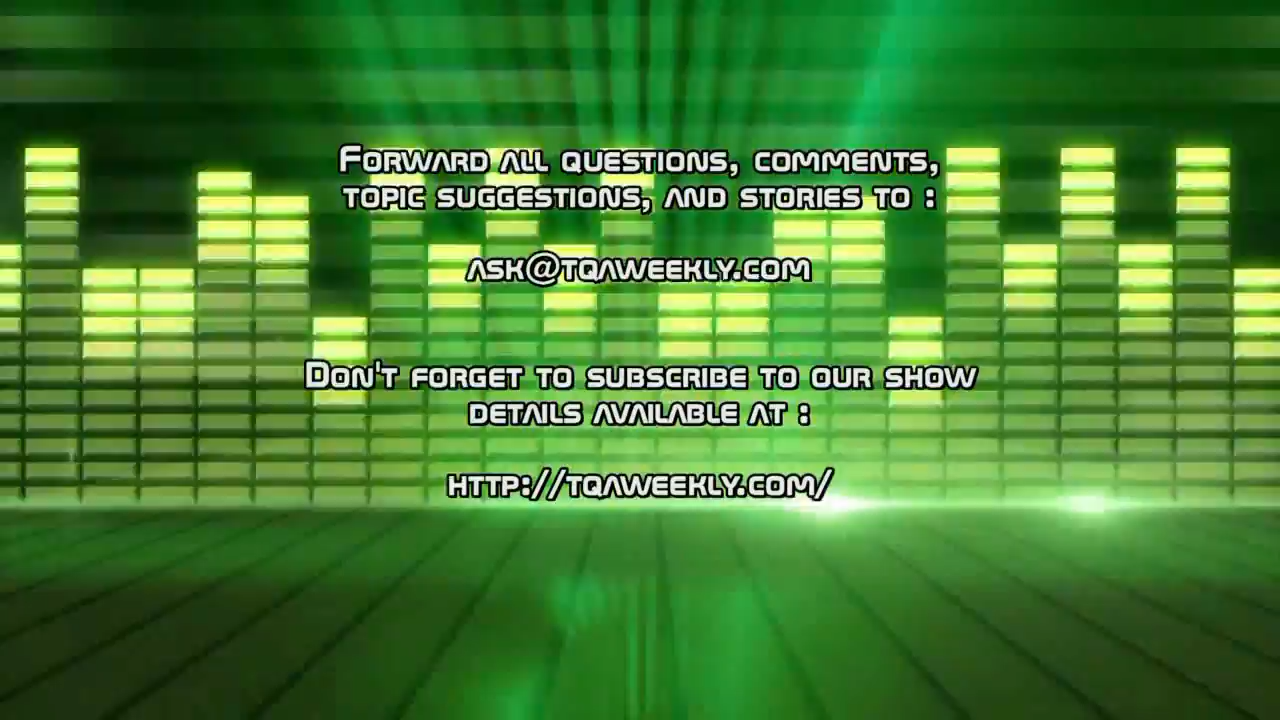 Forward all questions, comments,
topic suggestions, and stories to :
ask@tqaweekly.com
Don't forget to subscribe to our show
details available at :
http://tqaweekly.com/